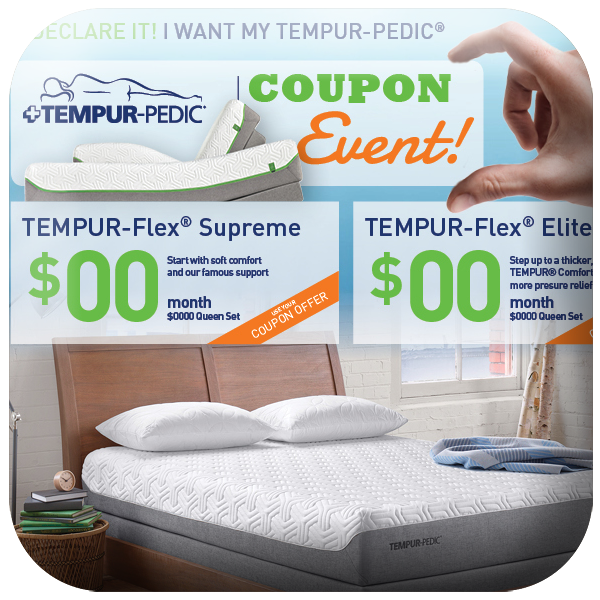 DECLARE IT! I WANT MY TEMPUR-PEDIC®
TEMPUR-PEDIC®
COUPON
Event!
TEMPUR-Flex® Supreme
$00
Start with soft comfort
and our famous support
month
$0000 Queen Set
USE YOUR
COUPON OFFER
TEMPUR-Flex® Elite
$00
Step up to a thicker,
TEMPUR® Comfort
more presure relief
month
$0000 Queen Set
TEMPUR-PEDIC®